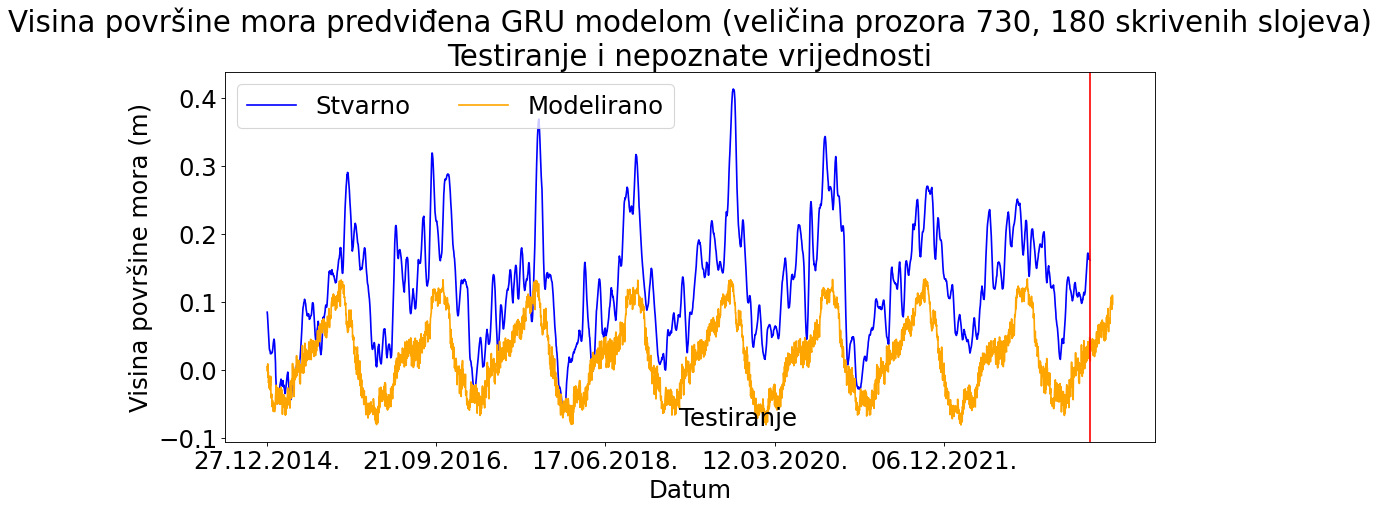 Visina površine mora predviđena GRU modelom (veličina prozora 730, 180 skrivenih slojeva)
Testiranje i nepoznate vrijednosti
Stvarno
Modelirano
Visina površine mora (m)
0.4
0.3
0.2
0.1
0.0
−0.1
Testiranje
27.12.2014.
21.09.2016.
17.06.2018.
12.03.2020.
06.12.2021.
Datum